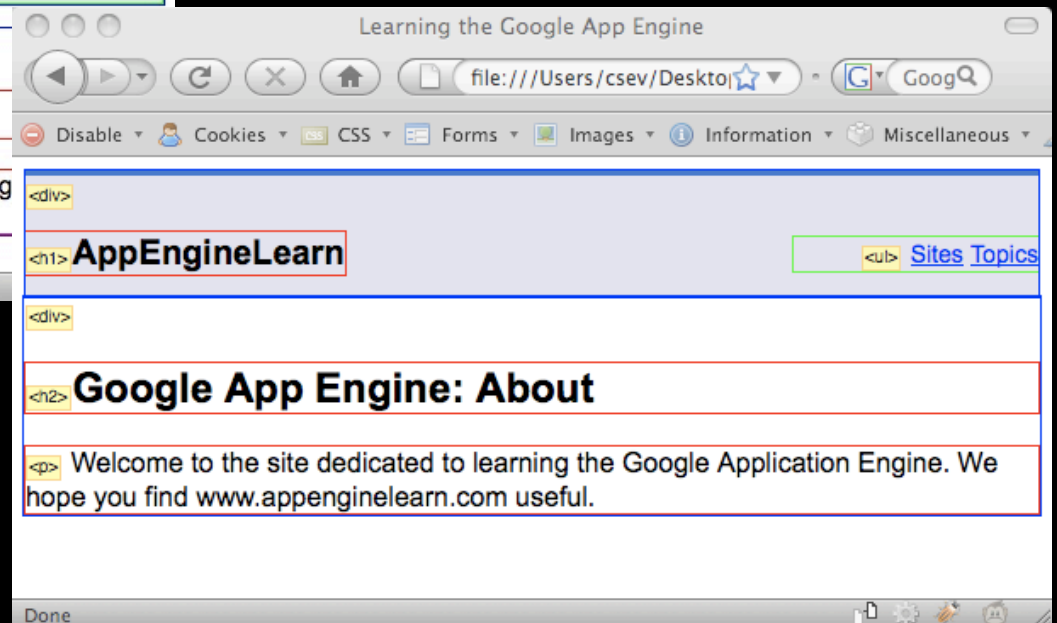 Learning the Google App Engine
file:///Users/csev/Desktop
G Goog
Disable Cookies CSS Forms Images Information Miscellaneous
g
<div>
<h1> AppEngineLearn
<ul> Sites Topics
<div>
<h2> Google App Engine: About
<p> Welcome to the site dedicated to learning the Google Application Engine. We
hope you find www.appenginelearn.com useful.
Done